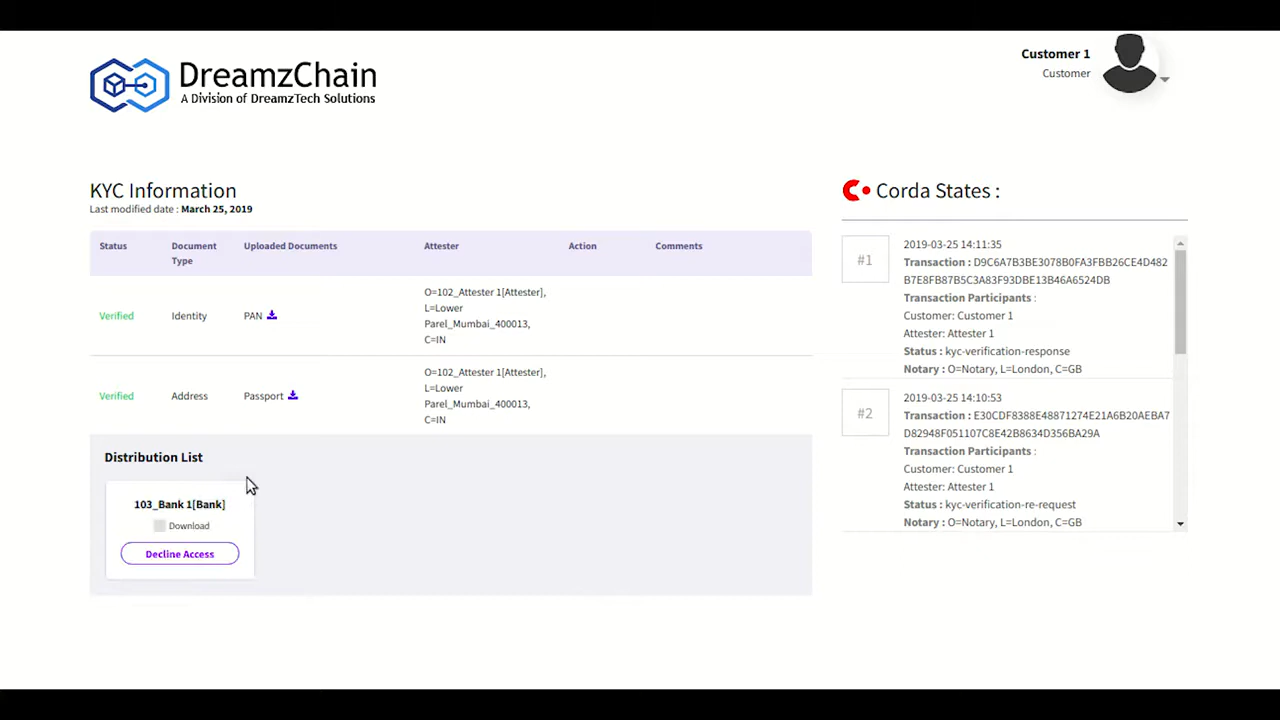 DreamzChain
A Division of DreamzTech Solutions
Customer 1
Customer
KYC Information
Last modified date : March 25, 2019
Status
Document Type
Uploaded Documents
Attester
Action
Comments
Verified
Identity
PAN
O=102_Attester 1[Attester],
L=Lower
Parel_Mumbai_400013,
C=IN
Verified
Address
Passport
O=102_Attester 1[Attester],
L=Lower
Parel_Mumbai_400013,
C=IN
Distribution List
103_Bank 1[Bank]
Download
Decline Access
Corda States :
#1
2019-03-25 14:11:35
Transaction : D9C6A7B3BE3078B0FA3FBB26CE4D482
B7E8FB87B5C3A83F93DBE13B46A6524DB
Transaction Participants :
Customer: Customer 1
Attester: Attester 1
Status : kyc-verification-response
Notary : O=Notary, L=London, C=GB
#2
2019-03-25 14:10:53
Transaction : E30CDF8388E48871274E21A6B20AEBA7
D82948F051107C8E42B8634D356BA29A
Transaction Participants :
Customer: Customer 1
Attester: Attester 1
Status : kyc-verification-re-request
Notary : O=Notary, L=London, C=GB